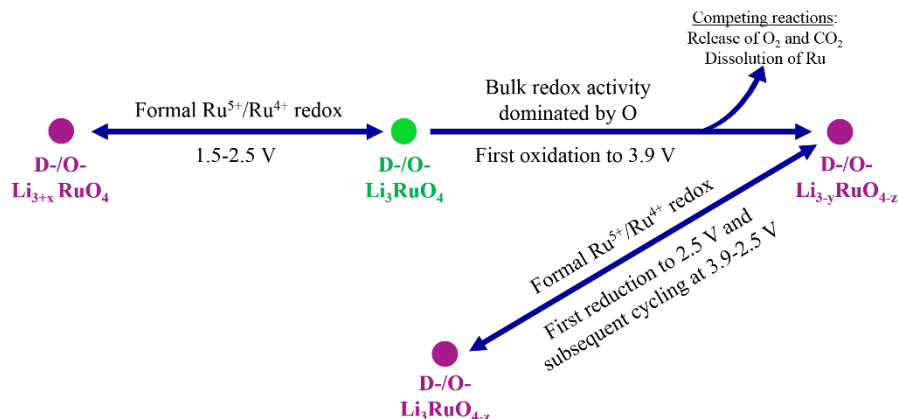 Competing reactions:
Release of O₂ and CO₂
Dissolution of Ru
Formal Ru⁵⁺/Ru⁴⁺ redox
1.5-2.5 V
Bulk redox activity
dominated by O
First oxidation to 3.9 V
D-/O-
Li₃₊ₓ RuO₄
D-/O-
Li₃RuO₄
D-/O-
Li₃₋ᵧRuO₄₋z
Formal Ru⁵⁺/Ru⁴⁺ redox
First reduction to 2.5 V and
subsequent cycling at 3.9-2.5 V
D-/O-
Li₃RuO₄₋z